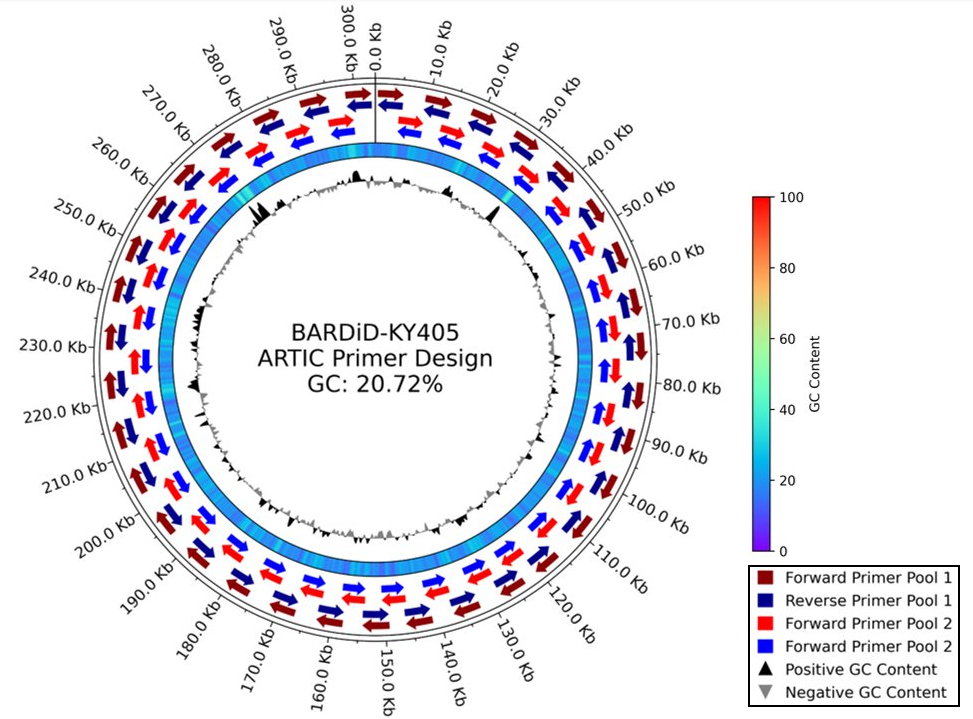 0.0 Kb
10.0 Kb
20.0 Kb
30.0 Kb
40.0 Kb
50.0 Kb
60.0 Kb
70.0 Kb
80.0 Kb
90.0 Kb
100.0 Kb
110.0 Kb
120.0 Kb
130.0 Kb
140.0 Kb
150.0 Kb
160.0 Kb
170.0 Kb
180.0 Kb
190.0 Kb
200.0 Kb
210.0 Kb
220.0 Kb
230.0 Kb
240.0 Kb
250.0 Kb
260.0 Kb
270.0 Kb
280.0 Kb
290.0 Kb
300.0 Kb
BARDiD-KY405
ARTIC Primer Design
GC: 20.72%
100
80
60
40
20
0
GC Content
Forward Primer Pool 1
Reverse Primer Pool 1
Forward Primer Pool 2
Forward Primer Pool 2
Positive GC Content
Negative GC Content